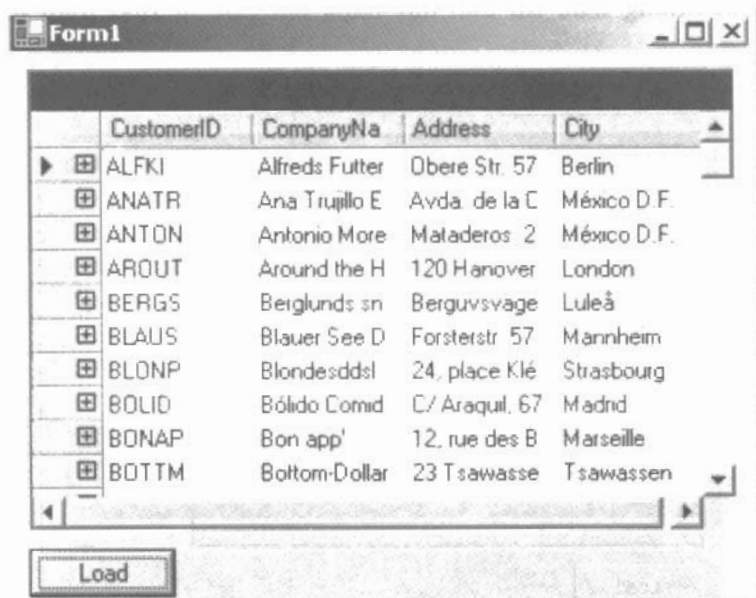 Form1
CustomerID CompanyNa Address City
ALFKI Alfreds Futter Obere Str. 57 Berlin
ANATR Ana Trujillo E Avda. de la C México D.F.
ANTON Antonio More Mataderos 2 México D.F.
AROUT Around the H 120 Hanover London
BERGS Berglunds sn Berguvsväge Luleå
BLAUS Blauer See D Forsterstr. 57 Mannheim
BLONP Blondesddsl 24, place Klé Strasbourg
BOLID Bólido Comid C/ Araquil, 67 Madrid
BONAP Bon app' 12, rue des B Marseille
BOTTM Bottom-Dollar 23 Tsawasse Tsawassen
Load